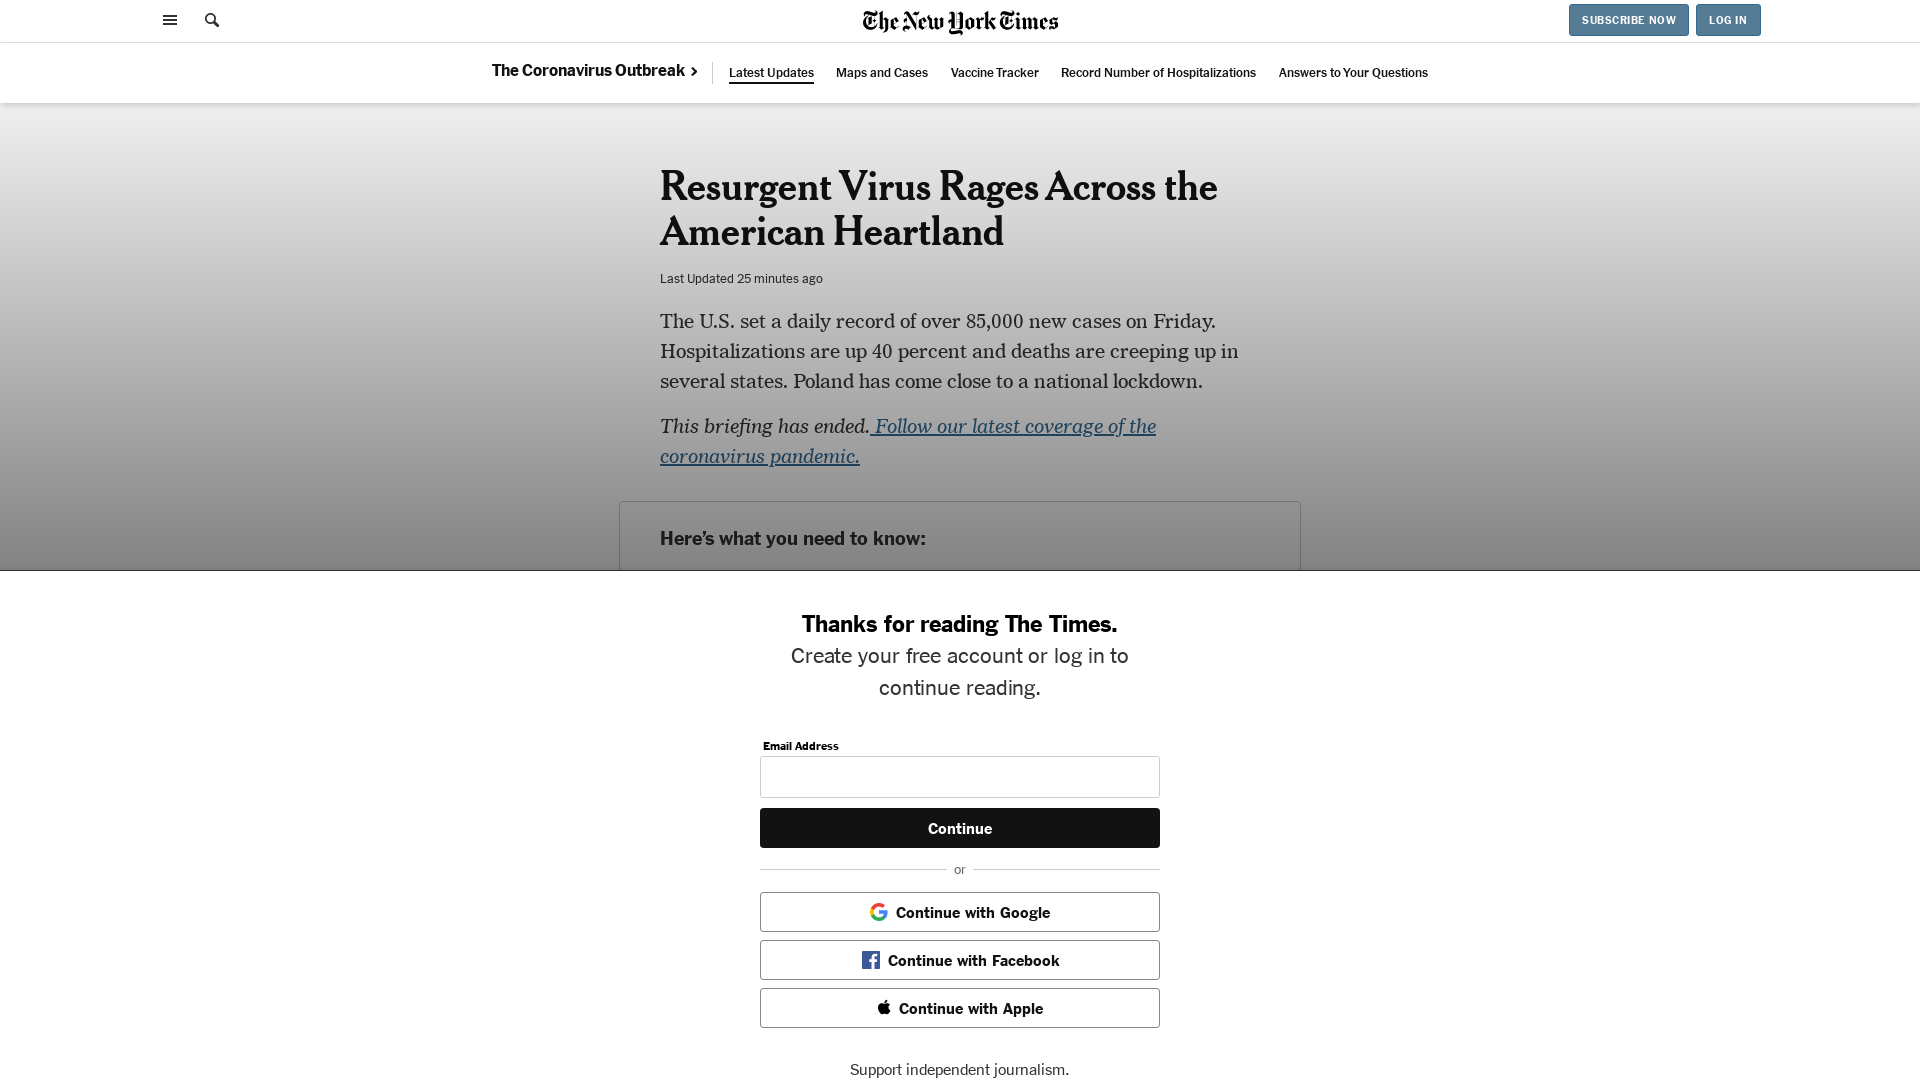 The New York Times
SUBSCRIBE NOW
LOG IN
The Coronavirus Outbreak
Latest Updates
Maps and Cases
Vaccine Tracker
Record Number of Hospitalizations
Answers to Your Questions
Resurgent Virus Rages Across the
American Heartland
Last Updated 25 minutes ago
The U.S. set a daily record of over 85,000 new cases on Friday.
Hospitalizations are up 40 percent and deaths are creeping up in
several states. Poland has come close to a national lockdown.
This briefing has ended. Follow our latest coverage of the
coronavirus pandemic.
Here’s what you need to know:
Thanks for reading The Times.
Create your free account or log in to
continue reading.
Email Address
Continue
or
Continue with Google
Continue with Facebook
Continue with Apple
Support independent journalism.